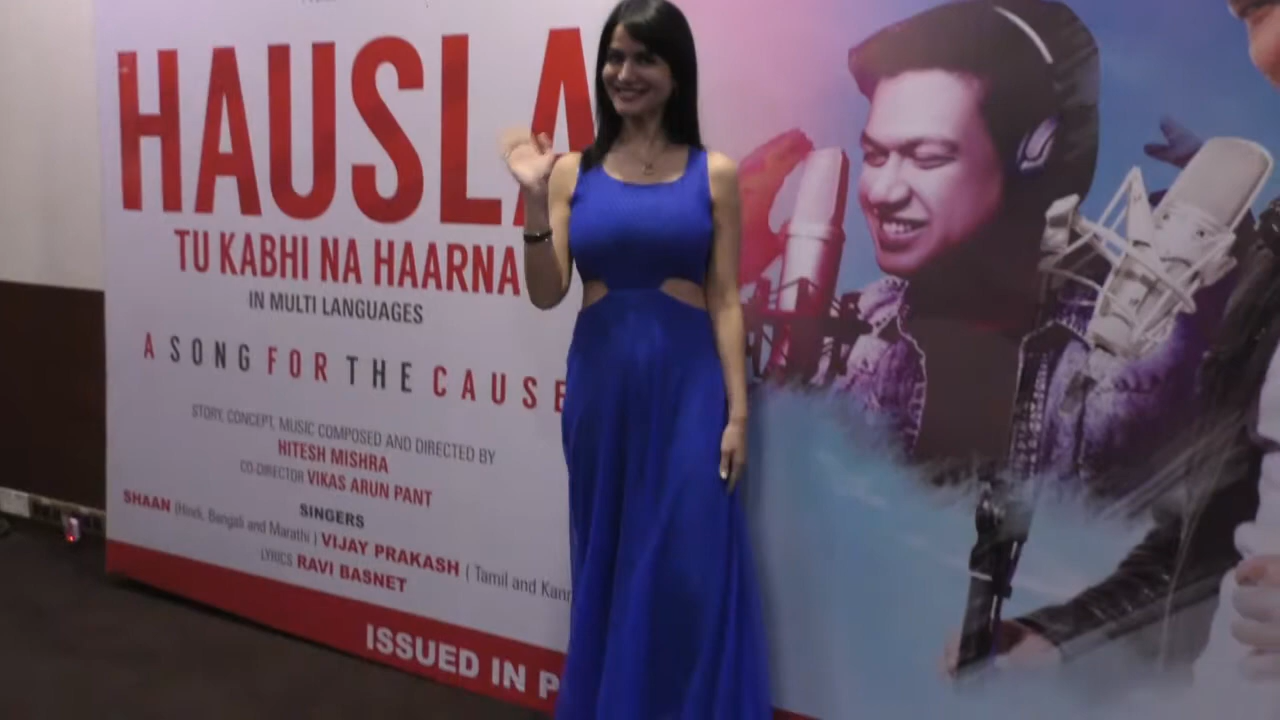 HAUSLA
TU KABHI NA HAARNA
IN MULTI LANGUAGES
A SONG FOR THE CAUSE
STORY, CONCEPT, MUSIC COMPOSED AND DIRECTED BY
HITESH MISHRA
CO-DIRECTOR VIKAS ARUN PANT
SINGERS
SHAAN (Hindi, Bangali and Marathi) VIJAY PRAKASH ( Tamil and Kann
LYRICS RAVI BASNET
ISSUED IN P